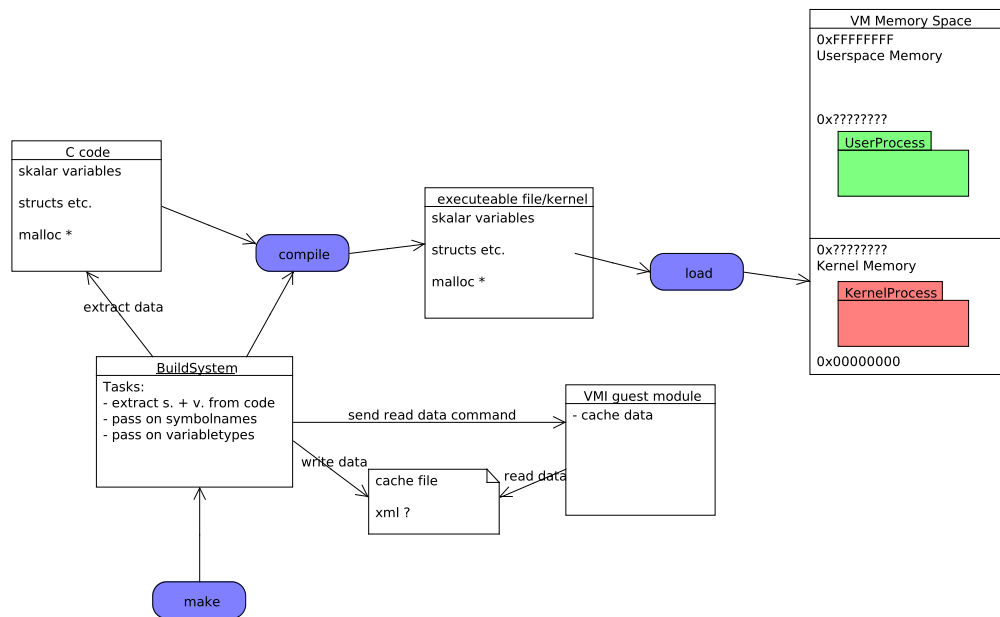 VM Memory Space
0xFFFFFFFF
Userspace Memory
0x????????
UserProcess
0x????????
Kernel Memory
KernelProcess
0x00000000
C code
skalar variables
structs etc.
malloc *
compile
executeable file/kernel
skalar variables
structs etc.
malloc *
load
extract data
BuildSystem
Tasks:
- extract s. + v. from code
- pass on symbolnames
- pass on variabletypes
send read data command
VMI guest module
- cache data
write data
read data
cache file
xml ?
make